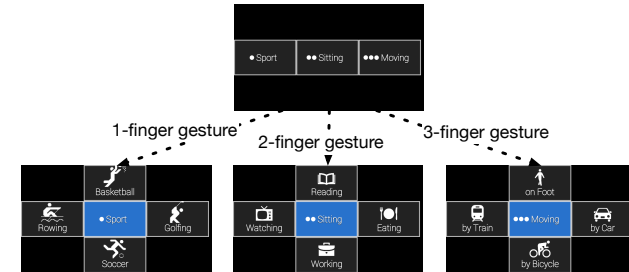 ● Sport ●● Sitting ●●● Moving
1-finger gesture
2-finger gesture
3-finger gesture
Basketball
Rowing ● Sport Golfing
Soccer
Reading
Watching ●● Sitting Eating
Working
on Foot
by Train ●●● Moving by Car
by Bicycle